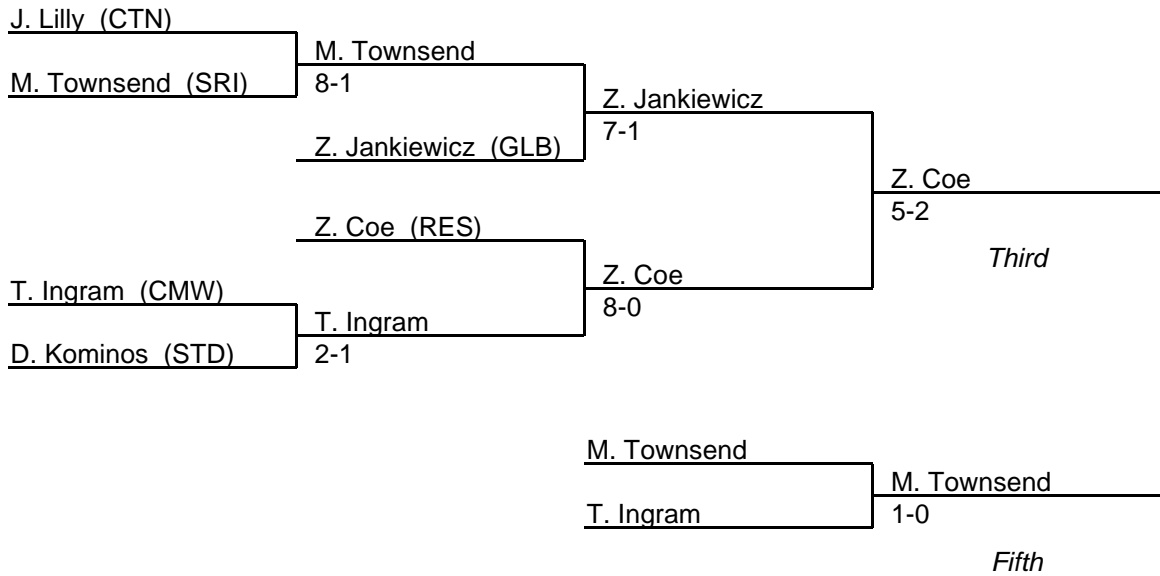 J. Lilly (CTN)
M. Townsend
M. Townsend (SRI)
8-1
Z. Jankiewicz
7-1
Z. Jankiewicz (GLB)
Z. Coe
5-2
Z. Coe (RES)
Third
Z. Coe
T. Ingram (CMW)
8-0
T. Ingram
D. Kominos (STD)
2-1
M. Townsend
M. Townsend
1-0
T. Ingram
Fifth